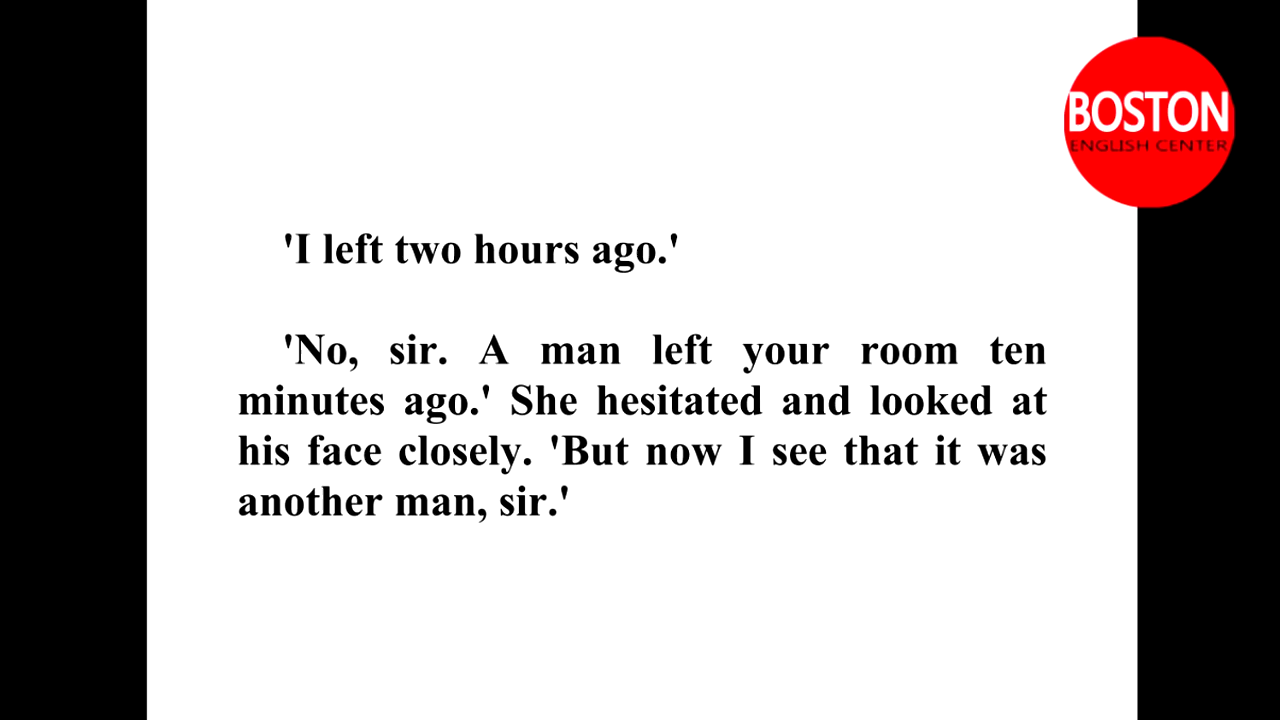 BOSTON
ENGLISH CENTER
'I left two hours ago.'
'No, sir. A man left your room ten
minutes ago.' She hesitated and looked at
his face closely. 'But now I see that it was
another man, sir.'